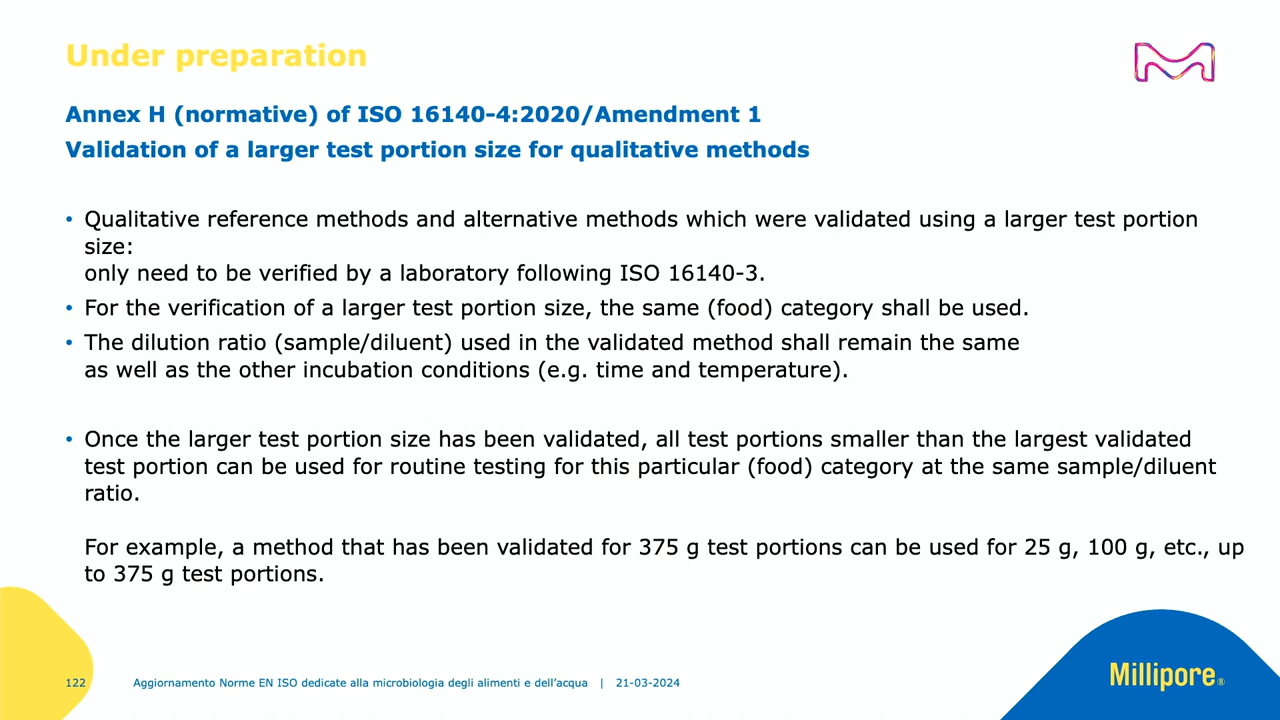 Under preparation
Annex H (normative) of ISO 16140-4:2020/Amendment 1
Validation of a larger test portion size for qualitative methods
• Qualitative reference methods and alternative methods which were validated using a larger test portion
size:
only need to be verified by a laboratory following ISO 16140-3.
• For the verification of a larger test portion size, the same (food) category shall be used.
• The dilution ratio (sample/diluent) used in the validated method shall remain the same
as well as the other incubation conditions (e.g. time and temperature).
• Once the larger test portion size has been validated, all test portions smaller than the largest validated
test portion can be used for routine testing for this particular (food) category at the same sample/diluent
ratio.
For example, a method that has been validated for 375 g test portions can be used for 25 g, 100 g, etc., up
to 375 g test portions.
122 Aggiornamento Norme EN ISO dedicate alla microbiologia degli alimenti e dell’acqua | 21-03-2024
Millipore®